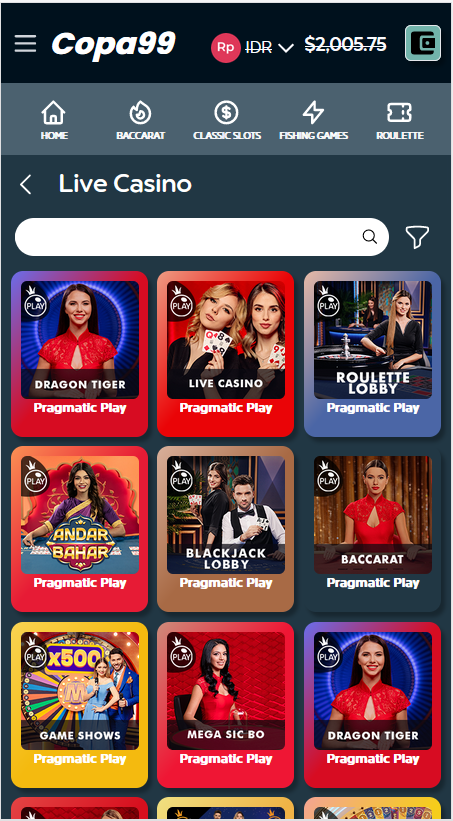 Copa99
Rp IDR $2,005.75
HOME BACCARAT CLASSIC SLOTS FISHING GAMES ROULETTE
Live Casino
PLAY PLAY PLAY
DRAGON TIGER LIVE CASINO ROULETTE
LOBBY
Pragmatic Play Pragmatic Play Pragmatic Play
PLAY PLAY PLAY
ANDAR
BAHAR
BLACKJACK
LOBBY
BACCARAT
Pragmatic Play Pragmatic Play Pragmatic Play
PLAY PLAY PLAY
x500
M
GAME SHOWS MEGA SIC BO DRAGON TIGER
Pragmatic Play Pragmatic Play Pragmatic Play